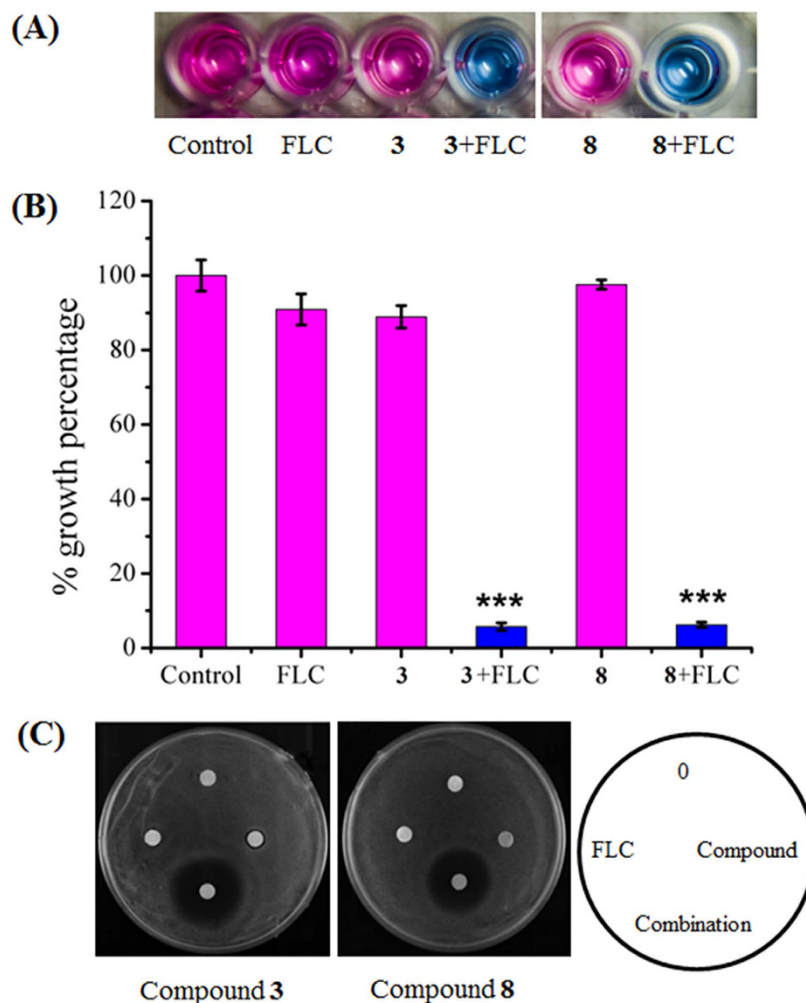 (A)
Control FLC 3 3+FLC 8 8+FLC
(B)
120
100
80
60
40
20
0
% growth percentage
*** ***
Control FLC 3 3+FLC 8 8+FLC
(C)
0
FLC Compound
Combination
Compound 3 Compound 8